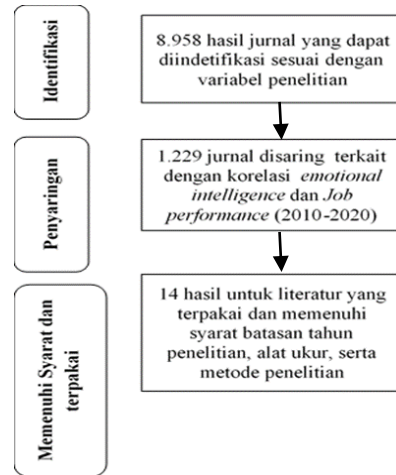 Identifikasi
8.958 hasil jurnal yang dapat
diindetifikasi sesuai dengan
variabel penelitian
Penyaringan
1.229 jurnal disaring terkait
dengan korelasi emotional
intelligence dan Job
performance (2010-2020)
Memenuhi Syarat dan
terpakai
14 hasil untuk literatur yang
terpakai dan memenuhi
syarat batasan tahun
penelitian, alat ukur, serta
metode penelitian